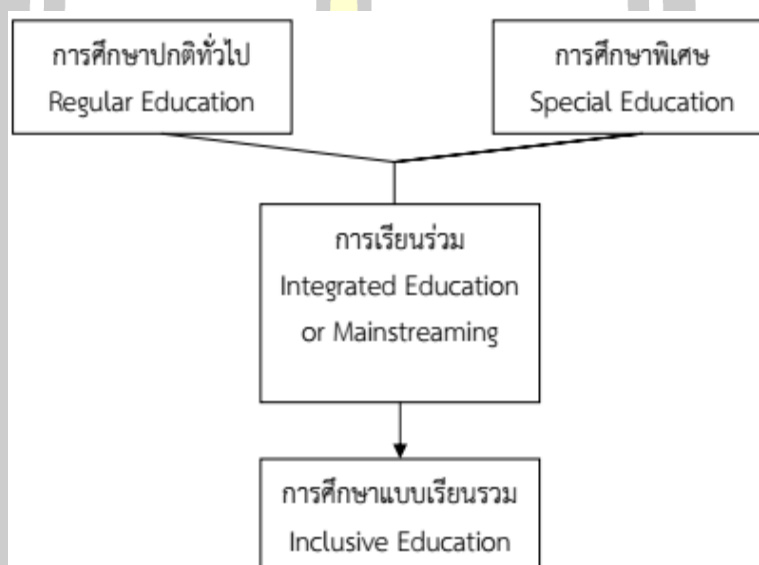 การศึกษาปกติทั่วไป
Regular Education
การศึกษาพิเศษ
Special Education
การเรียนร่วม
Integrated Education
or Mainstreaming
การศึกษาแบบเรียนรวม
Inclusive Education